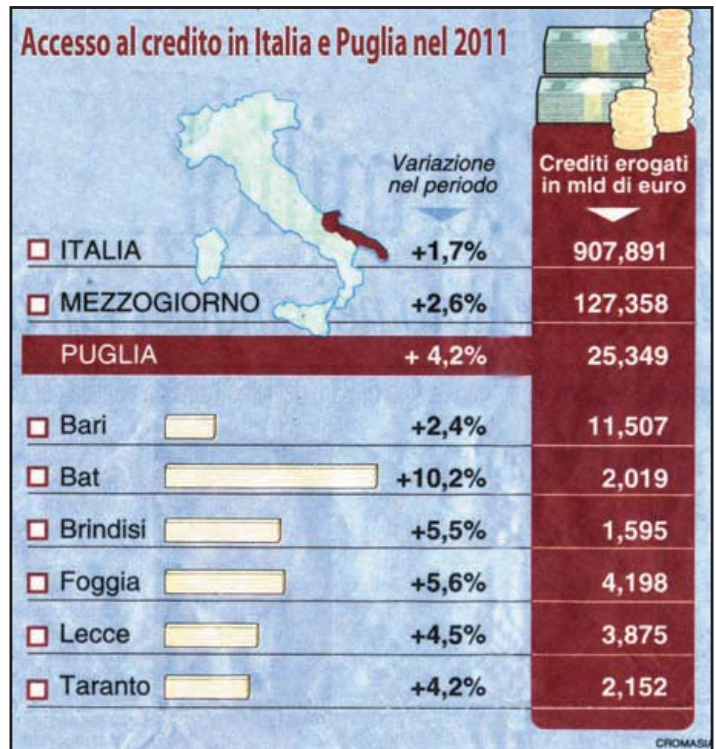 Accesso al credito in Italia e Puglia nel 2011
Variazione
nel periodo
Crediti erogati
in mld di euro
ITALIA +1,7% 907,891
MEZZOGIORNO +2,6% 127,358
PUGLIA + 4,2% 25,349
Bari +2,4% 11,507
Bat +10,2% 2,019
Brindisi +5,5% 1,595
Foggia +5,6% 4,198
Lecce +4,5% 3,875
Taranto +4,2% 2,152
CROMASIA